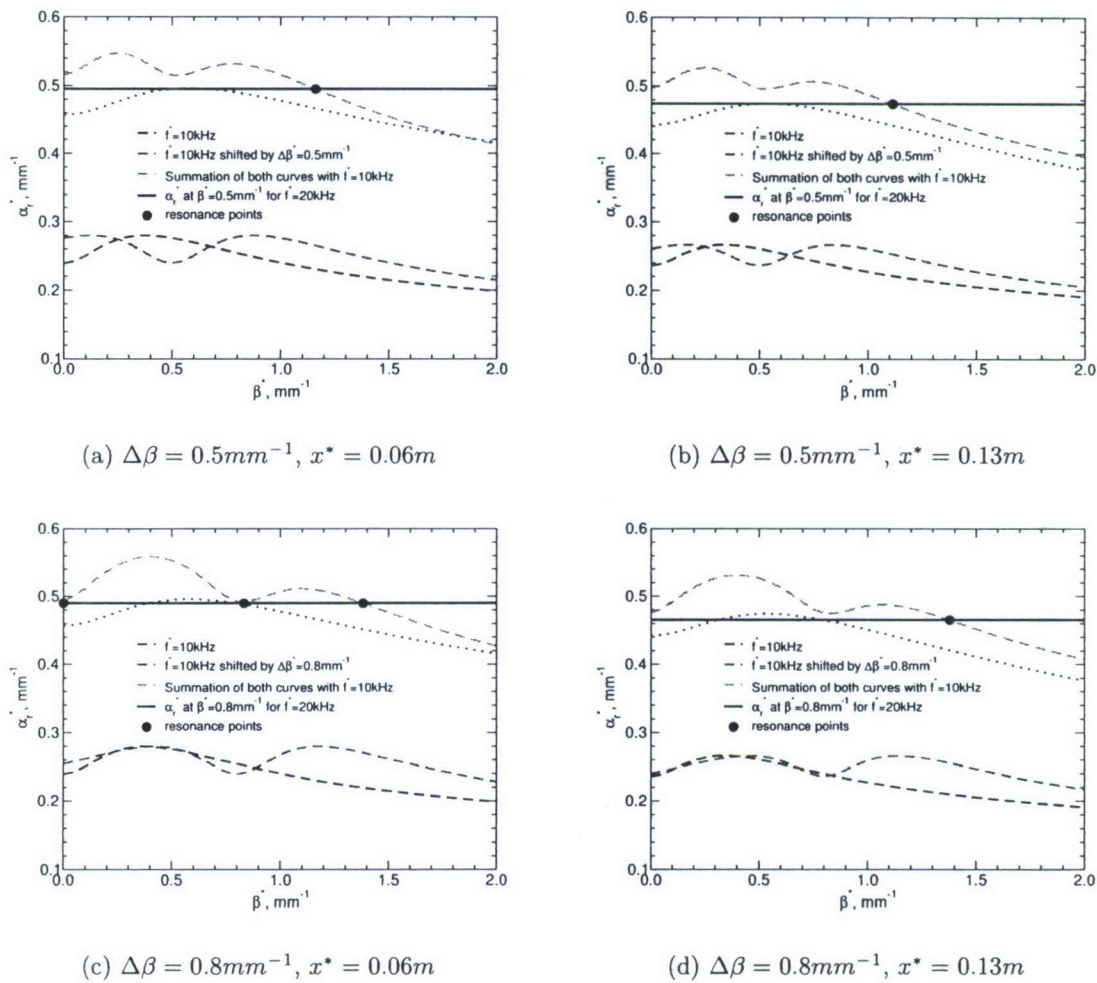 0.6
0.5
0.4
0.3
0.2
0.1
α*r, mm-1
f*=10kHz
f*=10kHz shifted by Δβ*=0.5mm-1
Summation of both curves with f*=10kHz
α*r at β*=0.5mm-1 for f*=20kHz
resonance points
0.0 0.5 1.0 1.5 2.0
β*, mm-1
(a) Δβ = 0.5mm−1, x* = 0.06m
0.6
0.5
0.4
0.3
0.2
0.1
α*r, mm-1
f*=10kHz
f*=10kHz shifted by Δβ*=0.5mm-1
Summation of both curves with f*=10kHz
α*r at β*=0.5mm-1 for f*=20kHz
resonance points
0.0 0.5 1.0 1.5 2.0
β*, mm-1
(b) Δβ = 0.5mm−1, x* = 0.13m
0.6
0.5
0.4
0.3
0.2
0.1
α*r, mm-1
f*=10kHz
f*=10kHz shifted by Δβ*=0.8mm-1
Summation of both curves with f*=10kHz
α*r at β*=0.8mm-1 for f*=20kHz
resonance points
0.0 0.5 1.0 1.5 2.0
β*, mm-1
(c) Δβ = 0.8mm−1, x* = 0.06m
0.6
0.5
0.4
0.3
0.2
0.1
α*r, mm-1
f*=10kHz
f*=10kHz shifted by Δβ*=0.8mm-1
Summation of both curves with f*=10kHz
α*r at β*=0.8mm-1 for f*=20kHz
resonance points
0.0 0.5 1.0 1.5 2.0
β*, mm-1
(d) Δβ = 0.8mm−1, x* = 0.13m